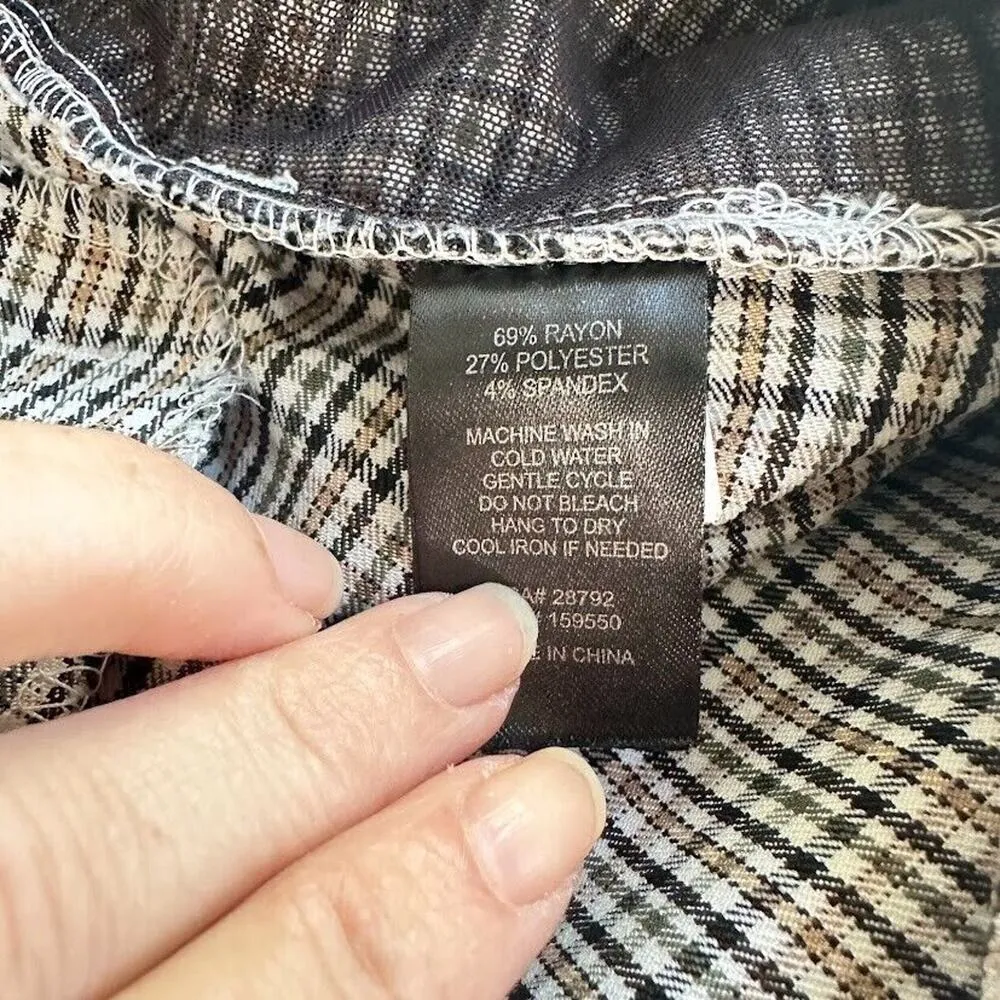 69% RAYON
27% POLYESTER
4% SPANDEX
MACHINE WASH IN
COLD WATER
GENTLE CYCLE
DO NOT BLEACH
HANG TO DRY
COOL IRON IF NEEDED
A# 28792
159550
E IN CHINA